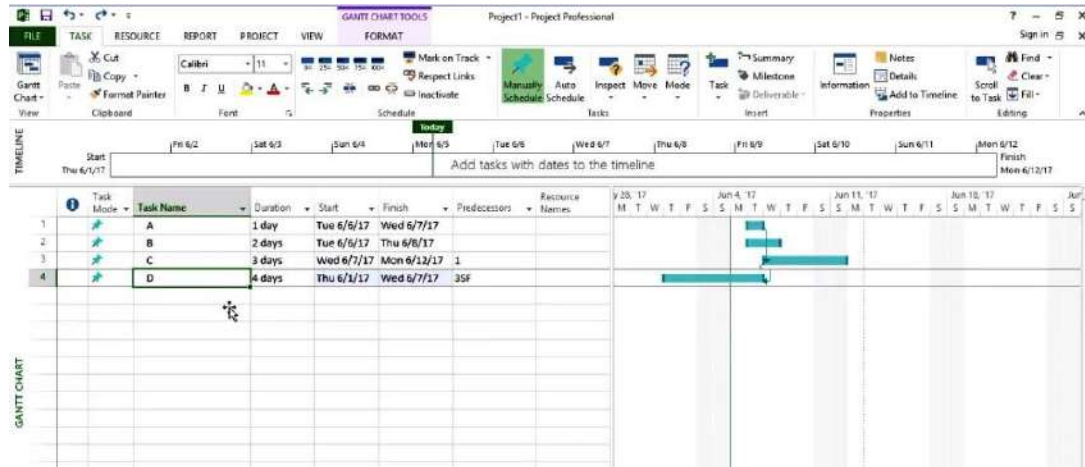 GANTT CHART TOOLS Project1 - Project Professional ?
FILE TASK RESOURCE REPORT PROJECT VIEW FORMAT Sign in
Gantt Chart
View
Paste
Cut
Copy
Format Painter
Clipboard
Calibri 11
B I U A
Font
0% 25% 50% 75% 100%
Mark on Track
Respect Links
Inactivate
Schedule
Manually Schedule
Auto Schedule
Inspect
Move
Mode
Tasks
Task
Summary
Milestone
Deliverable
Insert
Information
Notes
Details
Add to Timeline
Properties
Scroll to Task
Find
Clear
Fill
Editing
TIMELINE
Today
Fri 6/2 Sat 6/3 Sun 6/4 Mon 6/5 Tue 6/6 Wed 6/7 Thu 6/8 Fri 6/9 Sat 6/10 Sun 6/11 Mon 6/12
Start
Thu 6/1/17
Add tasks with dates to the timeline
Finish
Mon 6/12/17
Task Mode Task Name Duration Start Finish Predecessors Resource Names
1 A 1 day Tue 6/6/17 Wed 6/7/17
2 B 2 days Tue 6/6/17 Thu 6/8/17
3 C 3 days Wed 6/7/17 Mon 6/12/17 1
4 D 4 days Thu 6/1/17 Wed 6/7/17 3SF
y 28, '17 Jun 4, '17 Jun 11, '17 Jun 18, '17 Jun
M T W T F S S M T W T F S S M T W T F S S M T W T F S S
GANTT CHART